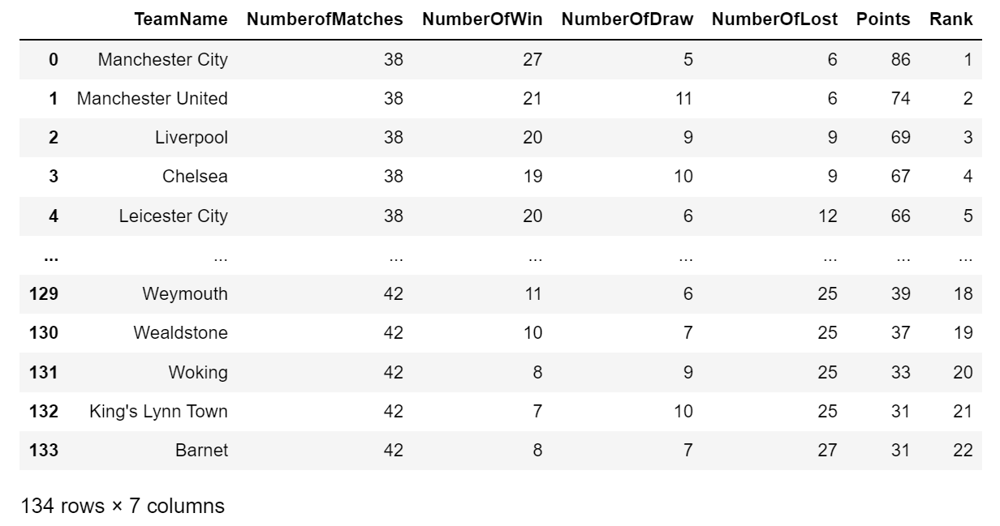 TeamName NumberofMatches NumberOfWin NumberOfDraw NumberOfLost Points Rank
0 Manchester City 38 27 5 6 86 1
1 Manchester United 38 21 11 6 74 2
2 Liverpool 38 20 9 9 69 3
3 Chelsea 38 19 10 9 67 4
4 Leicester City 38 20 6 12 66 5
... ... ... ... ... ... ... ...
129 Weymouth 42 11 6 25 39 18
130 Wealdstone 42 10 7 25 37 19
131 Woking 42 8 9 25 33 20
132 King's Lynn Town 42 7 10 25 31 21
133 Barnet 42 8 7 27 31 22
134 rows × 7 columns